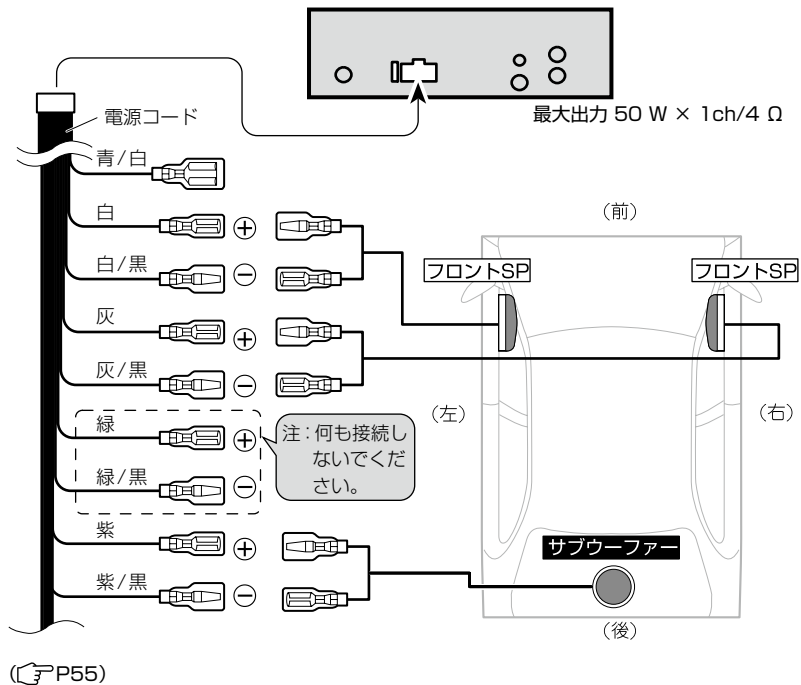 最大出力 50 W × 1ch/4 Ω
電源コード
青/白
白
⊕
白/黒
⊖
灰
⊕
灰/黒
⊖
緑
⊕
緑/黒
⊖
注：何も接続し
ないでくだ
さい。
紫
⊕
紫/黒
⊖
（前）
フロントSP
フロントSP
（左）
（右）
サブウーファー
（後）
(☞P55)